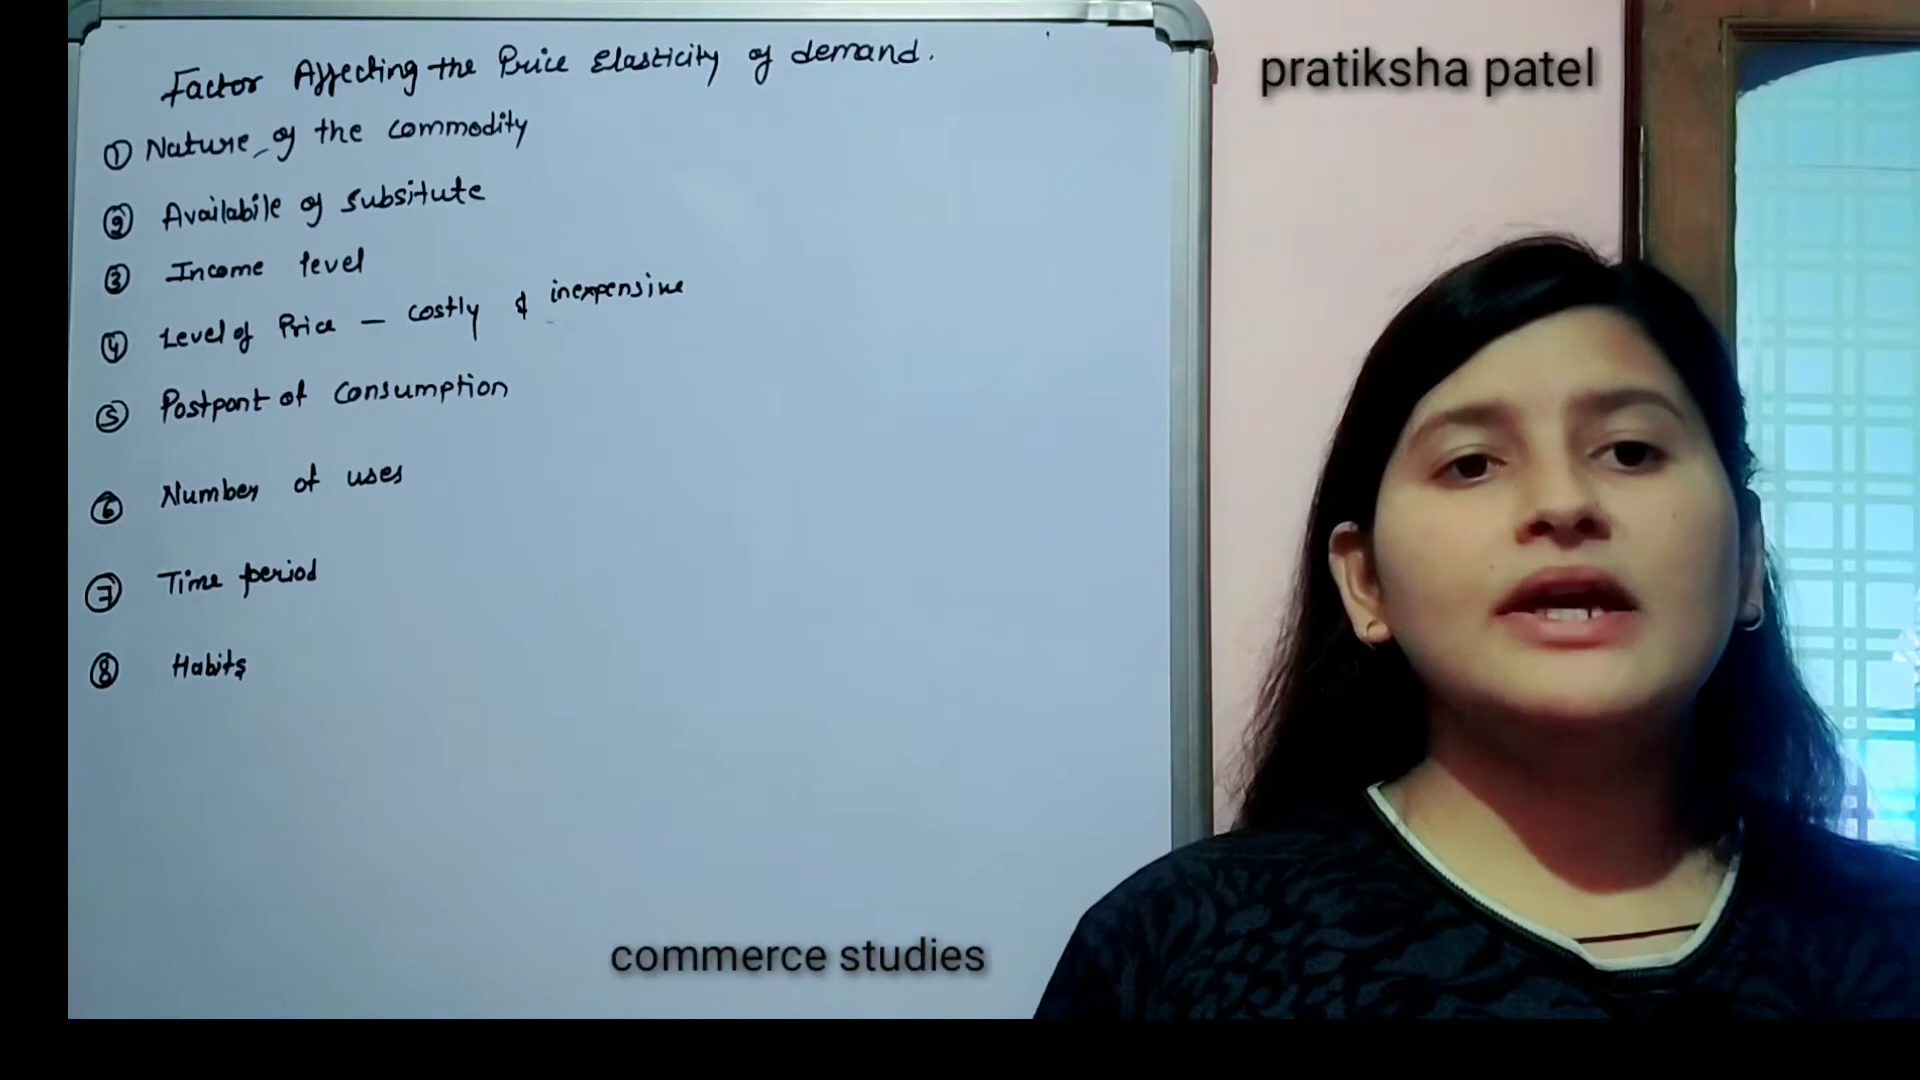 Factor Affecting the Price Elasticity of demand.
pratiksha patel
① Nature of the commodity
② Availabile of subsitute
③ Income level
④ Level of Price – costly & inexpensive
⑤ Postpont of consumption
⑥ Number of uses
⑦ Time period
⑧ Habits
commerce studies